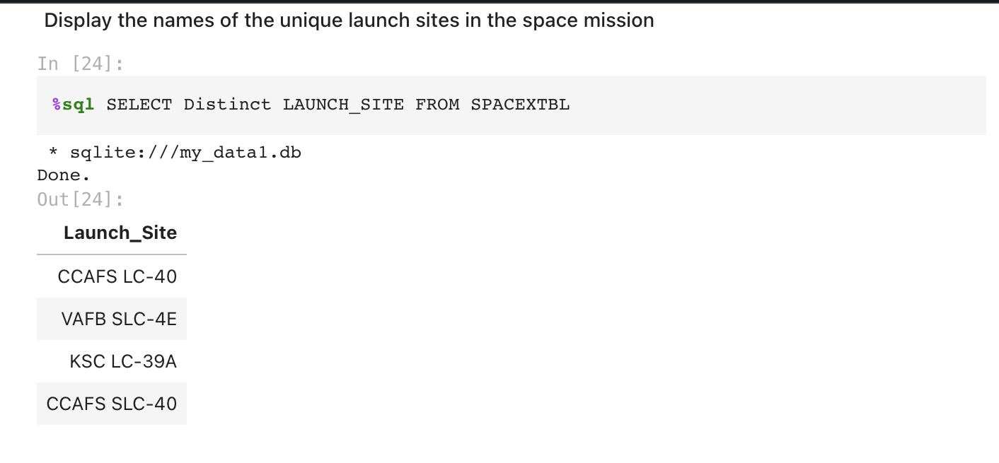 Display the names of the unique launch sites in the space mission
In [24]:
%sql SELECT Distinct LAUNCH_SITE FROM SPACEXTBL
* sqlite:///my_data1.db
Done.
Out[24]:
Launch_Site
CCAFS LC-40
VAFB SLC-4E
KSC LC-39A
CCAFS SLC-40